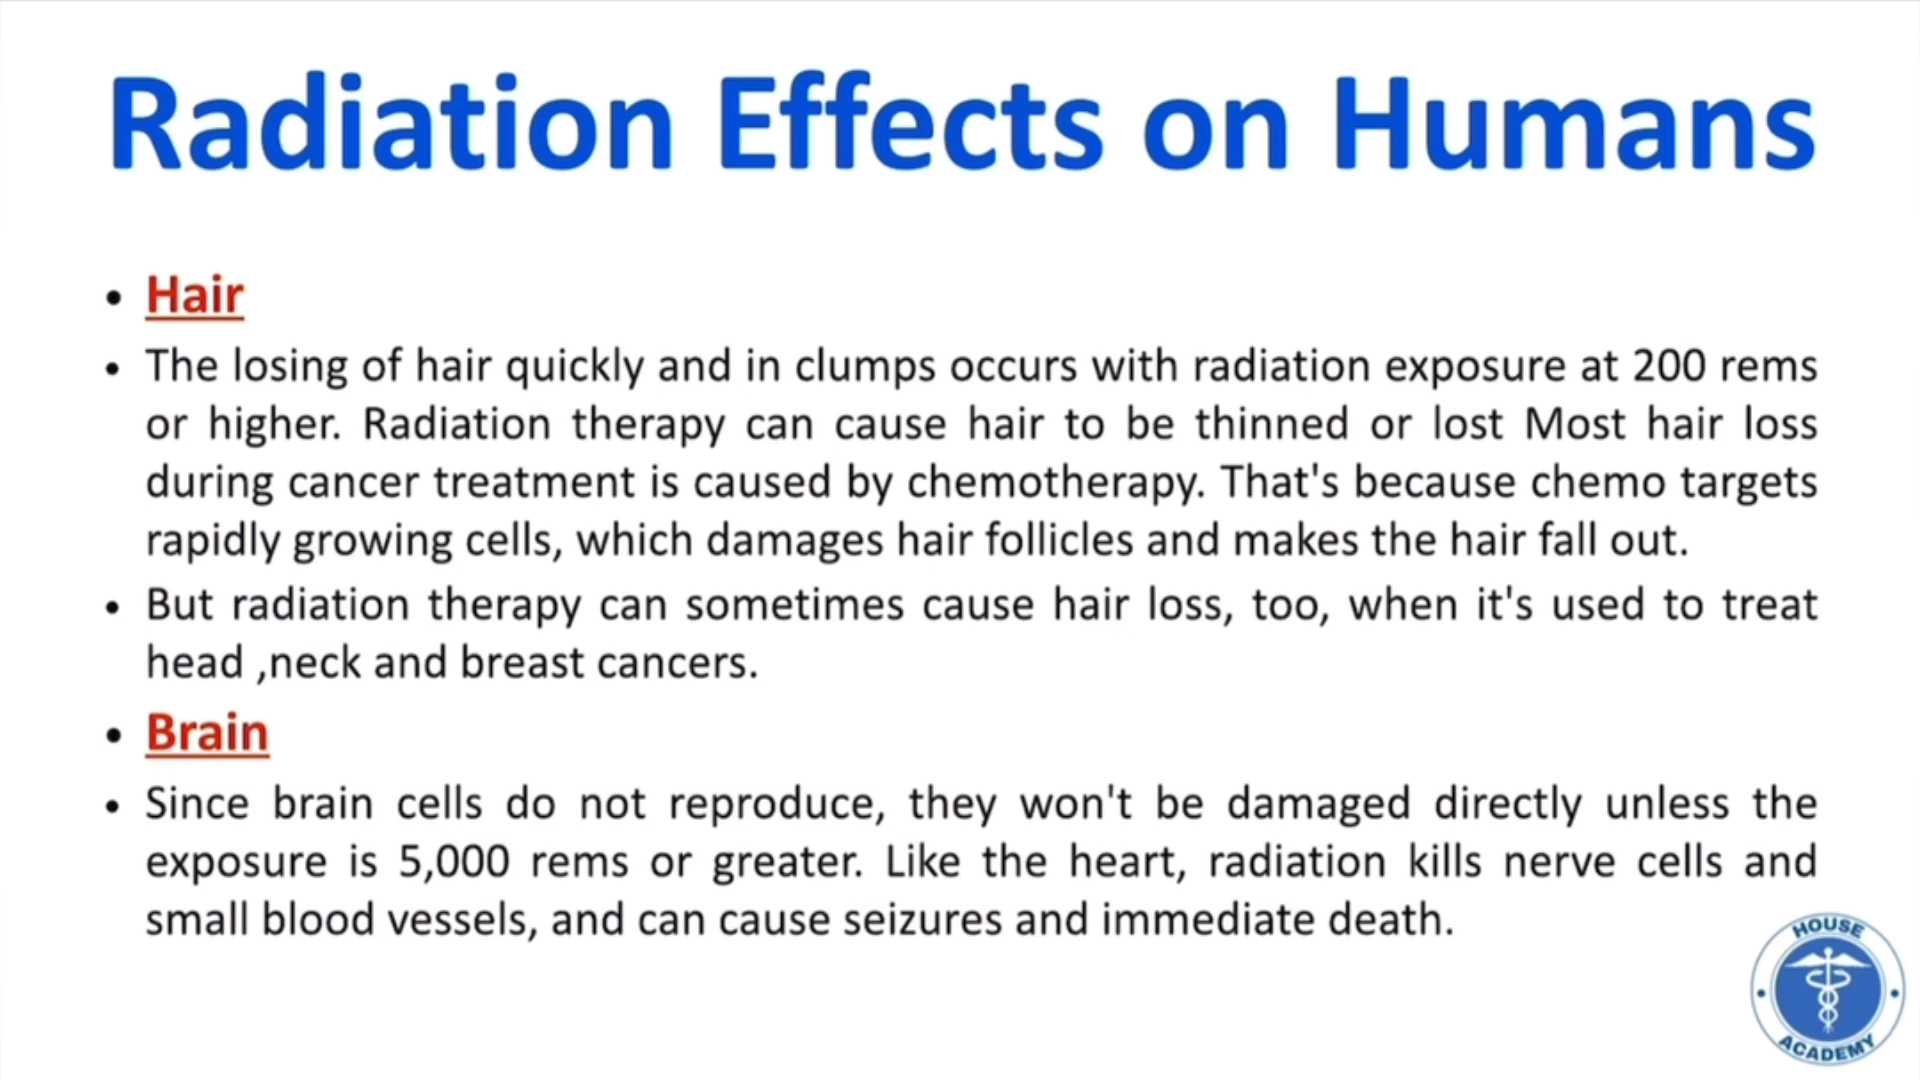 Radiation Effects on Humans
• Hair
• The losing of hair quickly and in clumps occurs with radiation exposure at 200 rems
or higher. Radiation therapy can cause hair to be thinned or lost Most hair loss
during cancer treatment is caused by chemotherapy. That's because chemo targets
rapidly growing cells, which damages hair follicles and makes the hair fall out.
• But radiation therapy can sometimes cause hair loss, too, when it's used to treat
head ,neck and breast cancers.
• Brain
• Since brain cells do not reproduce, they won't be damaged directly unless the
exposure is 5,000 rems or greater. Like the heart, radiation kills nerve cells and
small blood vessels, and can cause seizures and immediate death.
HOUSE
ACADEMY